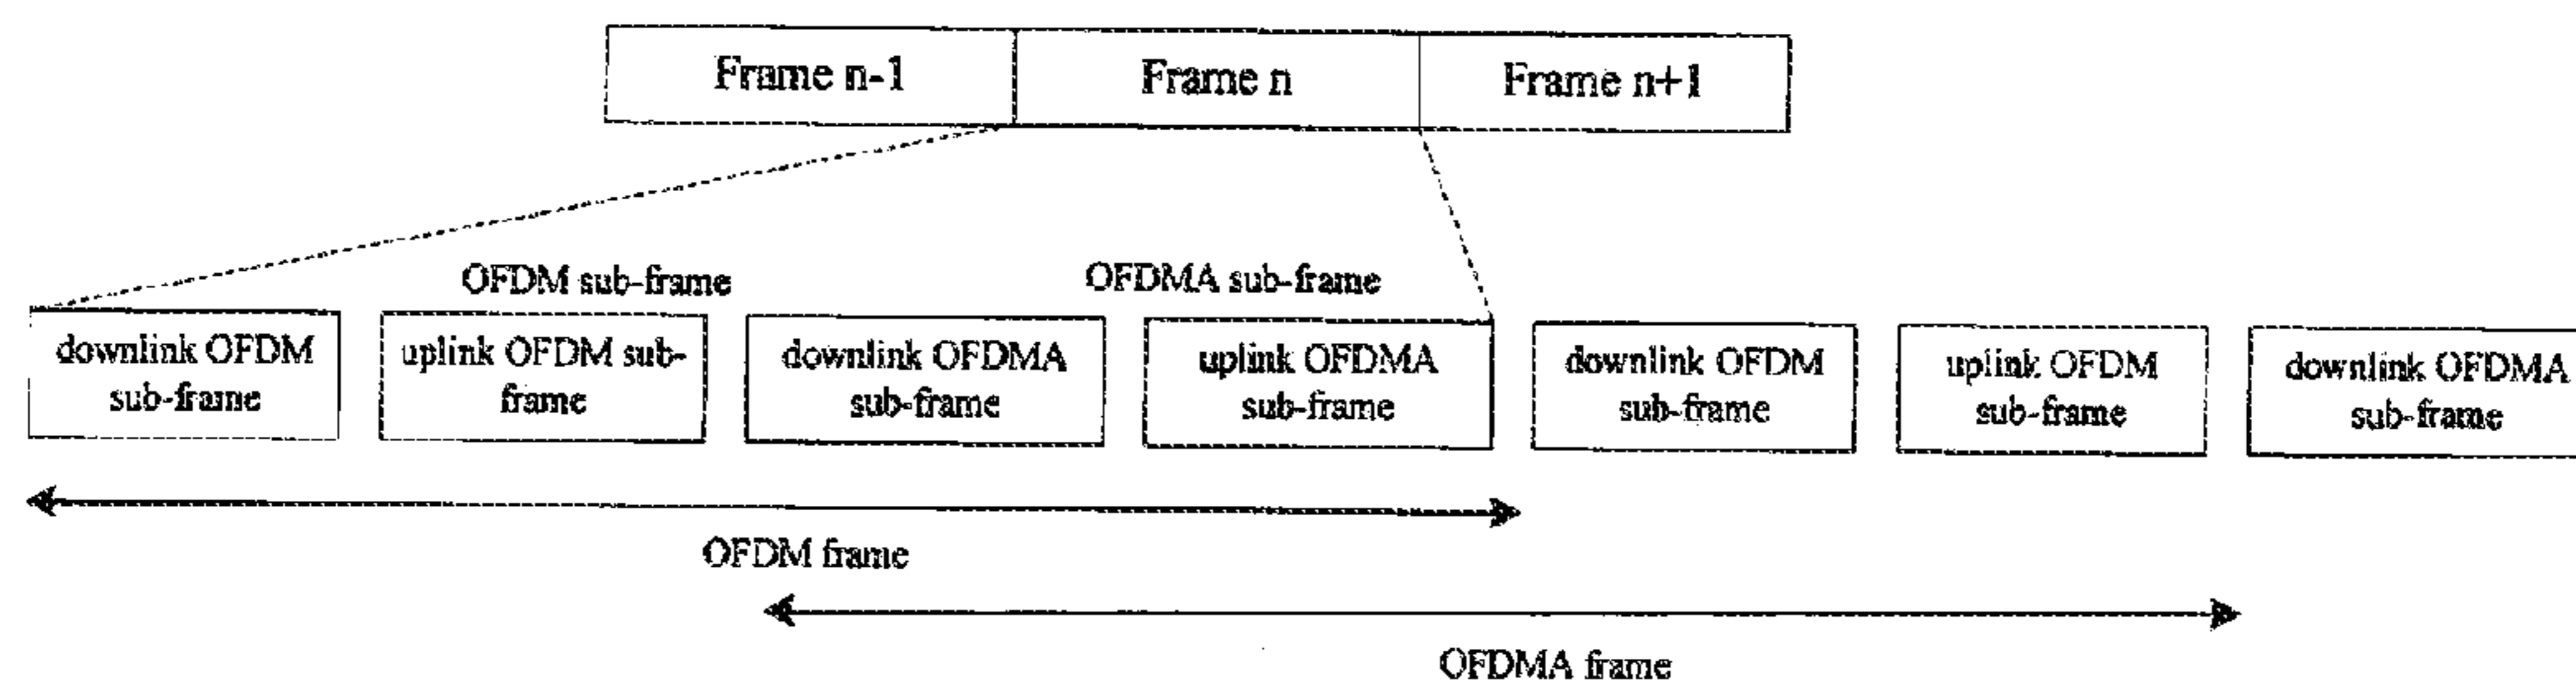 Frame n-1
Frame n
Frame n+1
OFDM sub-frame
OFDMA sub-frame
downlink OFDM
sub-frame
uplink OFDM sub-
frame
downlink OFDMA
sub-frame
uplink OFDMA
sub-frame
downlink OFDM
sub-frame
uplink OFDM
sub-frame
downlink OFDMA
sub-frame
OFDM frame
OFDMA frame